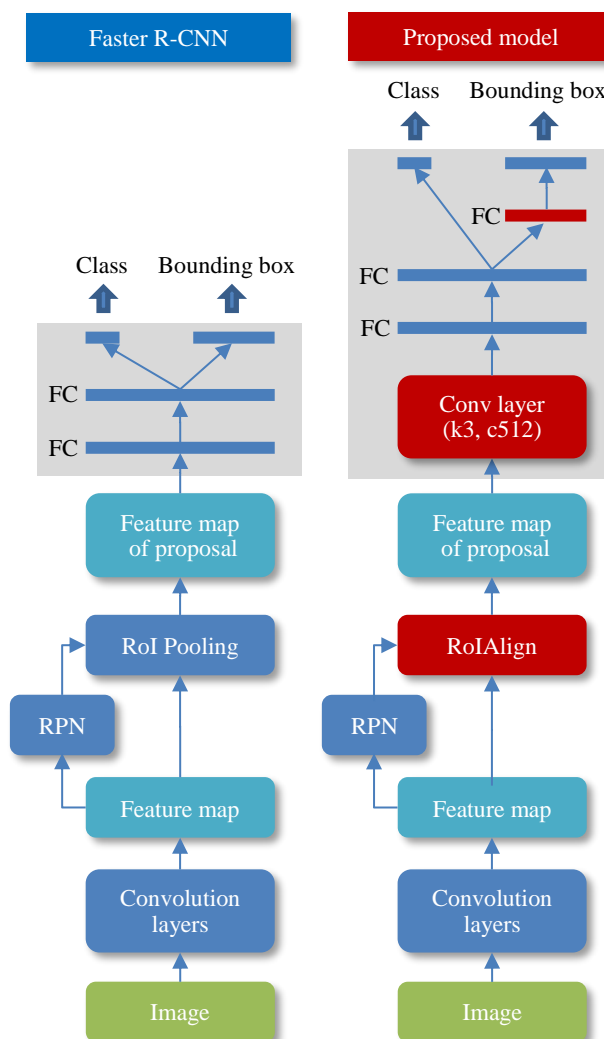 Faster R-CNN
Class
Bounding box
FC
FC
Feature map
of proposal
RoI Pooling
RPN
Feature map
Convolution
layers
Image
Proposed model
Class
Bounding box
FC
FC
FC
Conv layer
(k3, c512)
Feature map
of proposal
RoIAlign
RPN
Feature map
Convolution
layers
Image